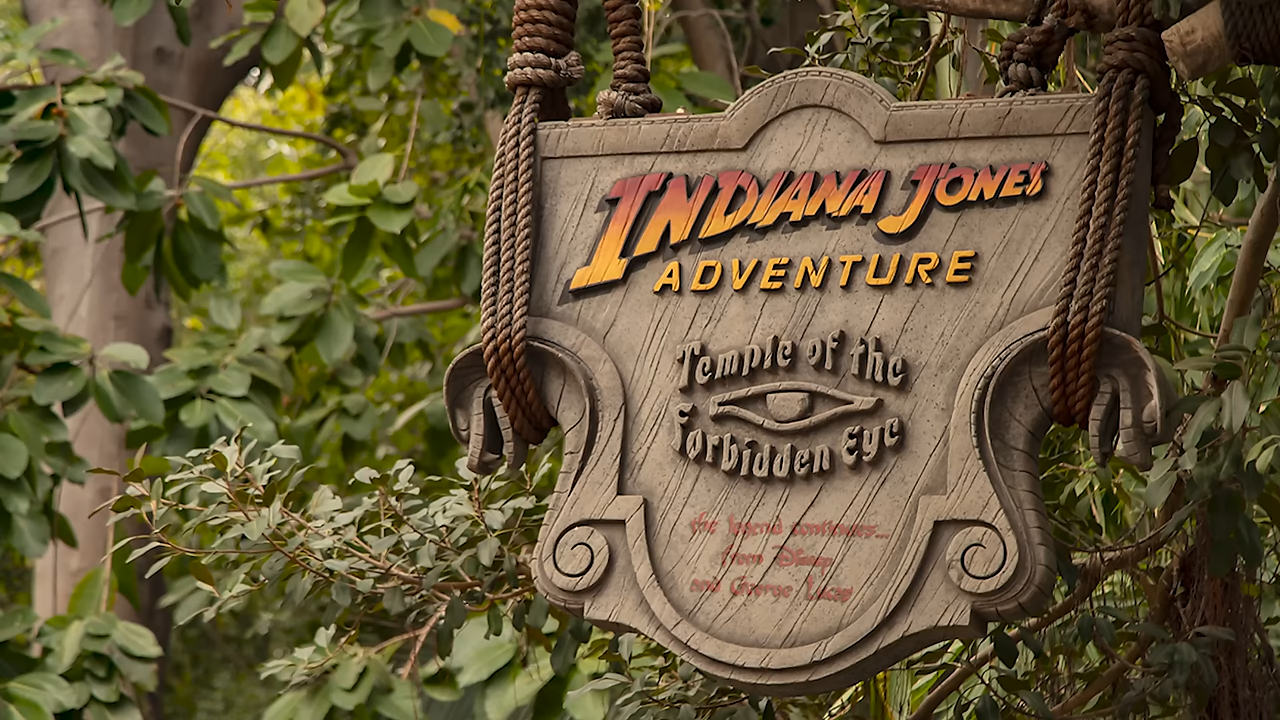 INDIANA JONES
ADVENTURE
Temple of the
Forbidden Eye
the legend continues...
from Disney
and George Lucas